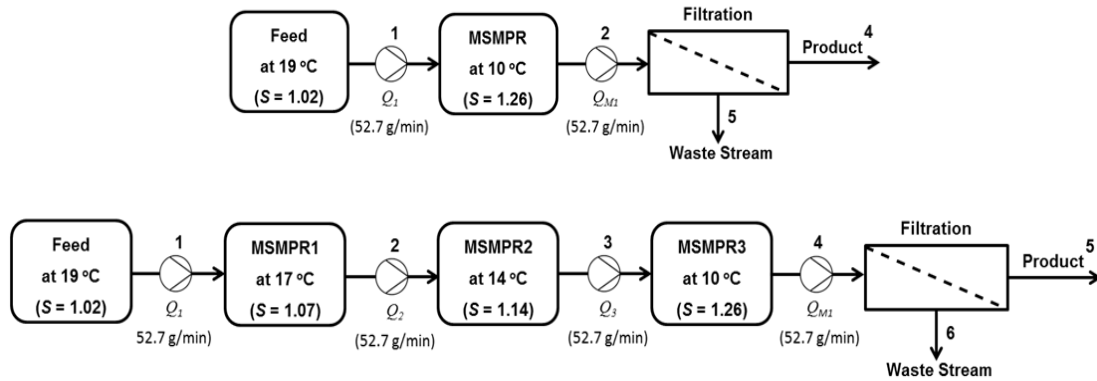 Filtration
Feed
at 19 °C
(S = 1.02)
1
Q1
(52.7 g/min)
MSMPR
at 10 °C
(S = 1.26)
2
QM1
(52.7 g/min)
Product
4
5
Waste Stream
Feed
at 19 °C
(S = 1.02)
1
Q1
52.7 g/min)
MSMPR1
at 17 °C
(S = 1.07)
2
Q2
(52.7 g/min)
MSMPR2
at 14 °C
(S = 1.14)
3
Q3
(52.7 g/min)
MSMPR3
at 10 °C
(S = 1.26)
4
QM1
(52.7 g/min)
Filtration
Product
5
6
Waste Stream